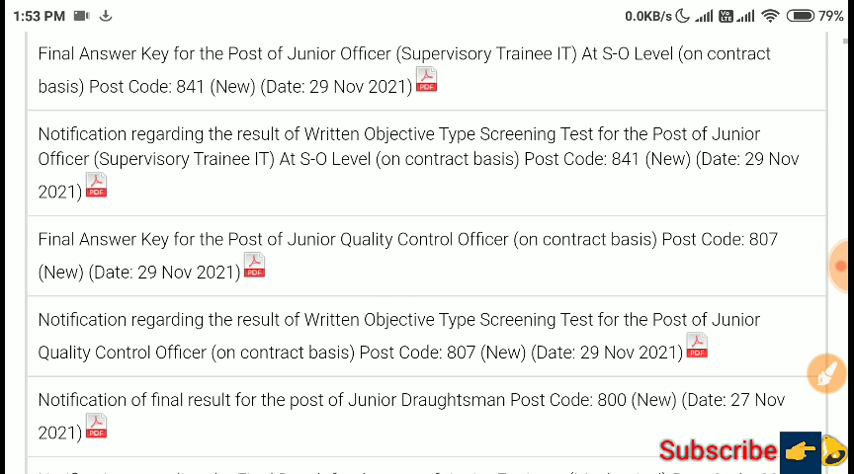 1:53 PM
0.0KB/s
Vo
LTE
79%
Final Answer Key for the Post of Junior Officer (Supervisory Trainee IT) At S-O Level (on contract
basis) Post Code: 841 (New) (Date: 29 Nov 2021)
PDF
Notification regarding the result of Written Objective Type Screening Test for the Post of Junior
Officer (Supervisory Trainee IT) At S-O Level (on contract basis) Post Code: 841 (New) (Date: 29 Nov
2021)
PDF
Final Answer Key for the Post of Junior Quality Control Officer (on contract basis) Post Code: 807
(New) (Date: 29 Nov 2021)
PDF
Notification regarding the result of Written Objective Type Screening Test for the Post of Junior
Quality Control Officer (on contract basis) Post Code: 807 (New) (Date: 29 Nov 2021)
PDF
Notification of final result for the post of Junior Draughtsman Post Code: 800 (New) (Date: 27 Nov
2021)
PDF
Subscribe